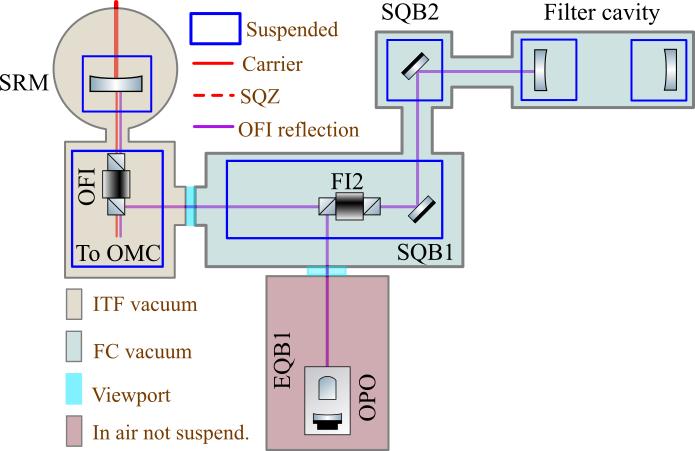 SQB2
Filter cavity
Suspended
SRM
Carrier
SQZ
OFI reflection
OFI
FI2
To OMC
SQB1
ITF vacuum
FC vacuum
Viewport
In air not suspend.
EQB1
OPO